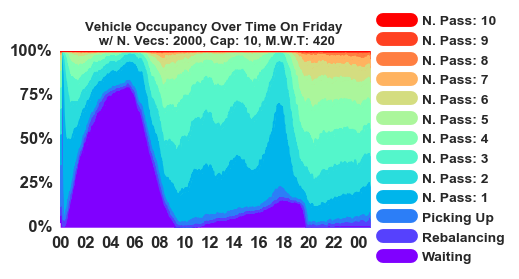 Vehicle Occupancy Over Time On Friday
w/ N. Vecs: 2000, Cap: 10, M.W.T: 420
100%
75%
50%
25%
0%
00 02 04 06 08 10 12 14 16 18 20 22 00
N. Pass: 10
N. Pass: 9
N. Pass: 8
N. Pass: 7
N. Pass: 6
N. Pass: 5
N. Pass: 4
N. Pass: 3
N. Pass: 2
N. Pass: 1
Picking Up
Rebalancing
Waiting